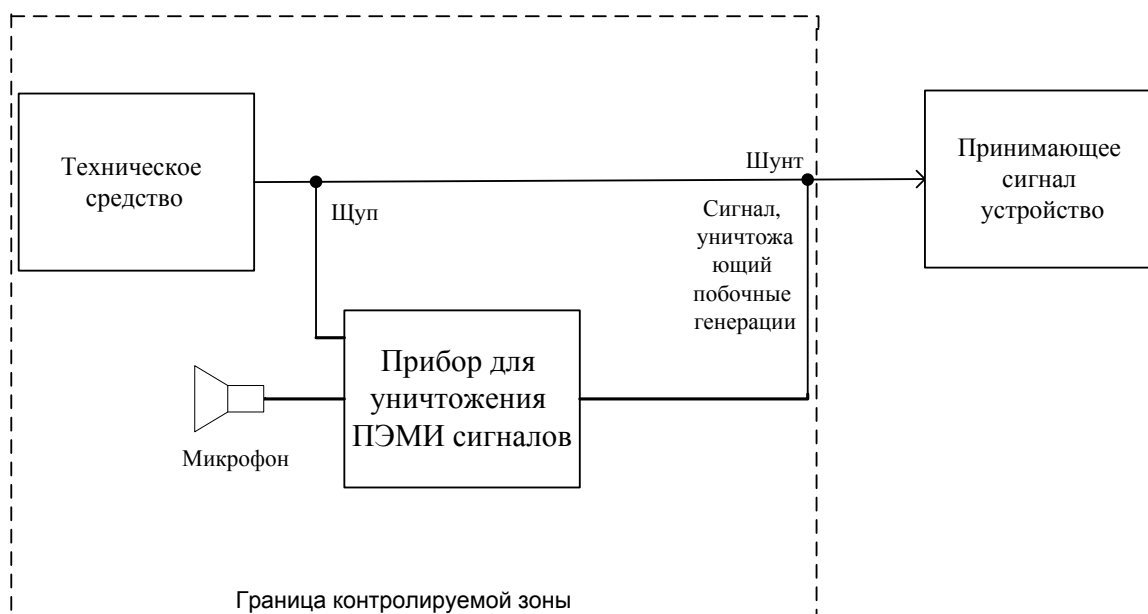 Техническое
средство
Шунт
Принимающее
сигнал
устройство
Щуп
Сигнал,
уничтожа
ющий
побочные
генерации
Прибор для
уничтожения
ПЭМИ сигналов
Микрофон
Граница контролируемой зоны